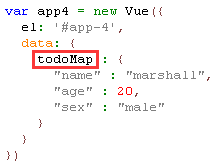 var app4 = new Vue({
  el: '#app-4',
  data: {
    todoMap : {
      "name" : "marshall",
      "age" : 20,
      "sex" : "male"
    }
  }
})